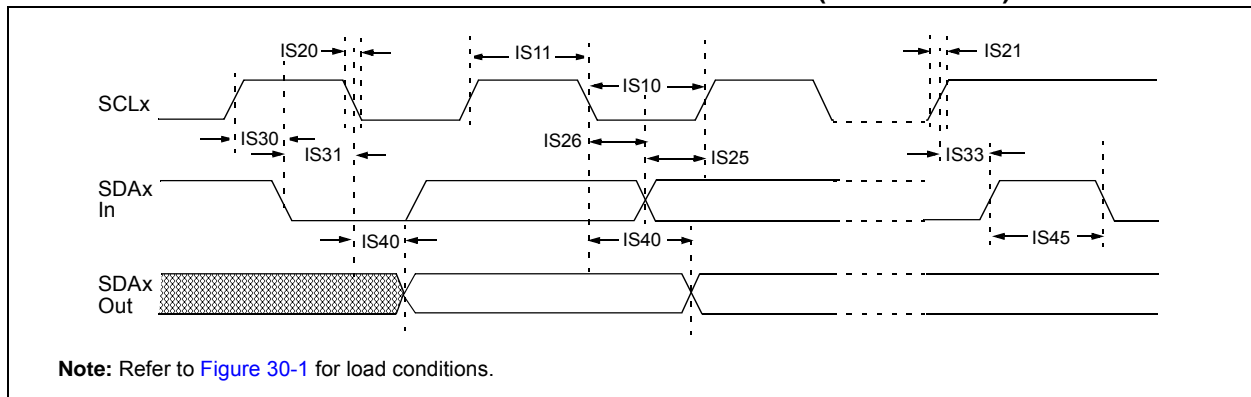 IS20
IS11
IS21
IS10
SCLx
IS30
IS31
IS26
IS25
IS33
SDAx
In
IS40
IS40
IS45
SDAx
Out
Note: Refer to Figure 30-1 for load conditions.